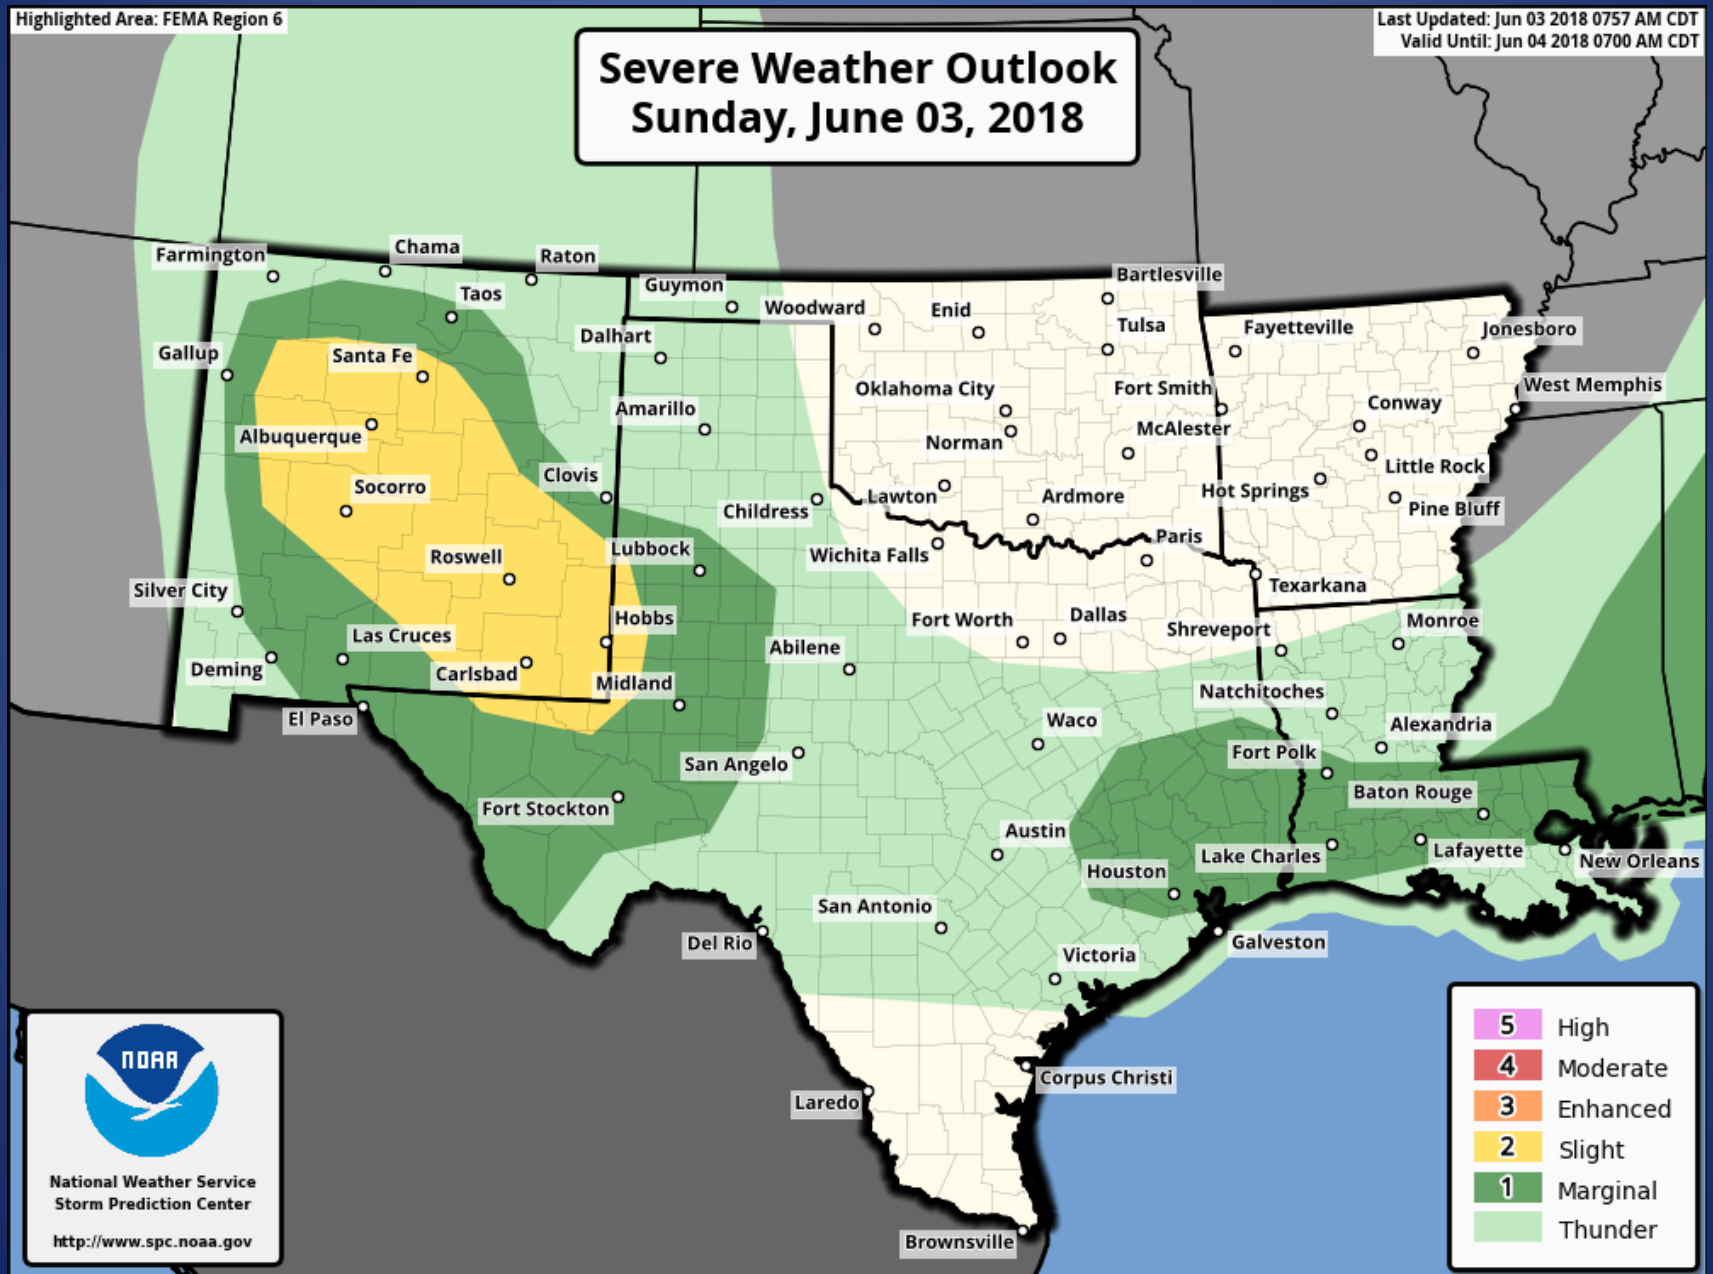 Highlighted Area: FEMA Region 6
Last Updated: Jun 03 2018 0757 AM CDT
Valid Until: Jun 04 2018 0700 AM CDT
Severe Weather Outlook
Sunday, June 03, 2018
Farmington
Chama
Raton
Taos
Guymon
Woodward
Enid
Bartlesville
Tulsa
Fayetteville
Jonesboro
Gallup
Santa Fe
Dalhart
Oklahoma City
Fort Smith
West Memphis
Conway
Amarillo
Albuquerque
Norman
McAlester
Little Rock
Socorro
Clovis
Childress
Lawton
Ardmore
Hot Springs
Pine Bluff
Roswell
Lubbock
Wichita Falls
Paris
Silver City
Texarkana
Hobbs
Fort Worth
Dallas
Shreveport
Monroe
Las Cruces
Abilene
Deming
Carlsbad
Midland
Natchitoches
El Paso
Waco
Alexandria
San Angelo
Fort Polk
Fort Stockton
Baton Rouge
Austin
Lake Charles
Lafayette
New Orleans
Houston
San Antonio
Del Rio
Galveston
Victoria
Corpus Christi
Laredo
Brownsville
NOAA
National Weather Service
Storm Prediction Center
http://www.spc.noaa.gov
5 High
4 Moderate
3 Enhanced
2 Slight
1 Marginal
Thunder